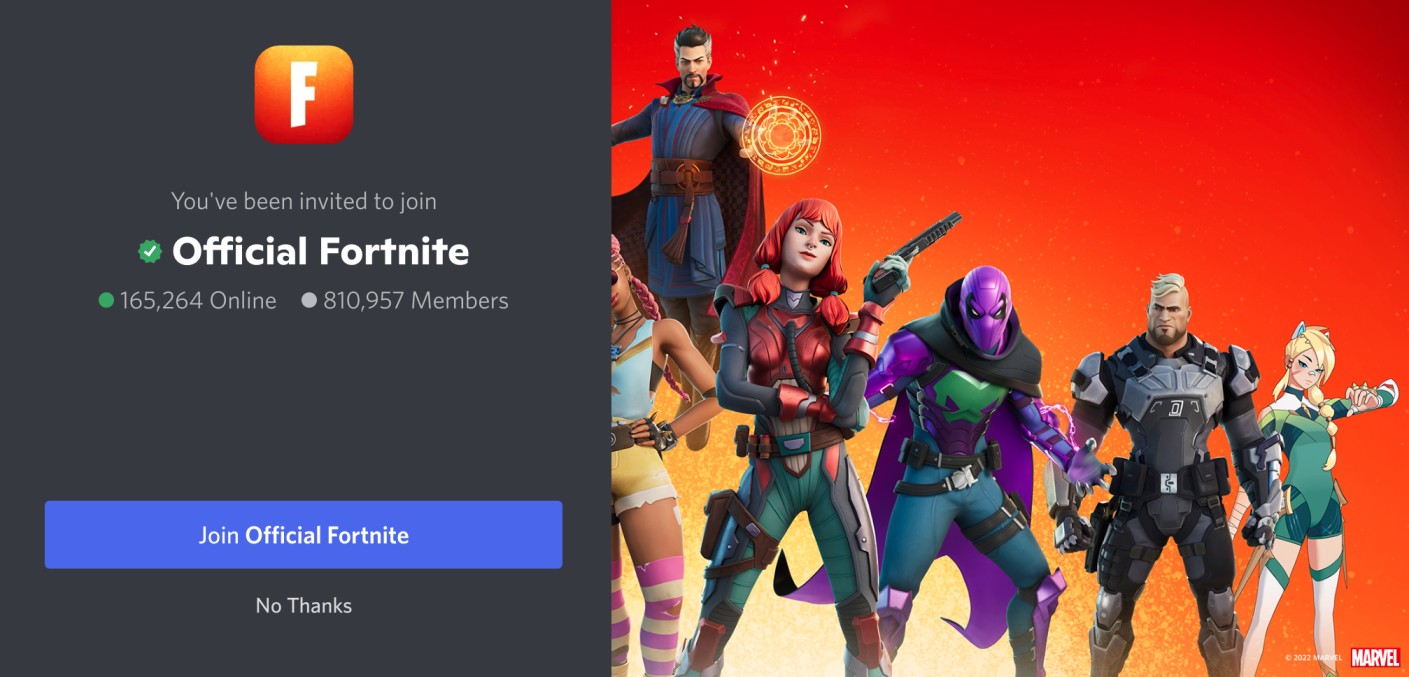 F
You've been invited to join
Official Fortnite
165,264 Online 810,957 Members
Join Official Fortnite
No Thanks
© 2022 MARVEL MARVEL